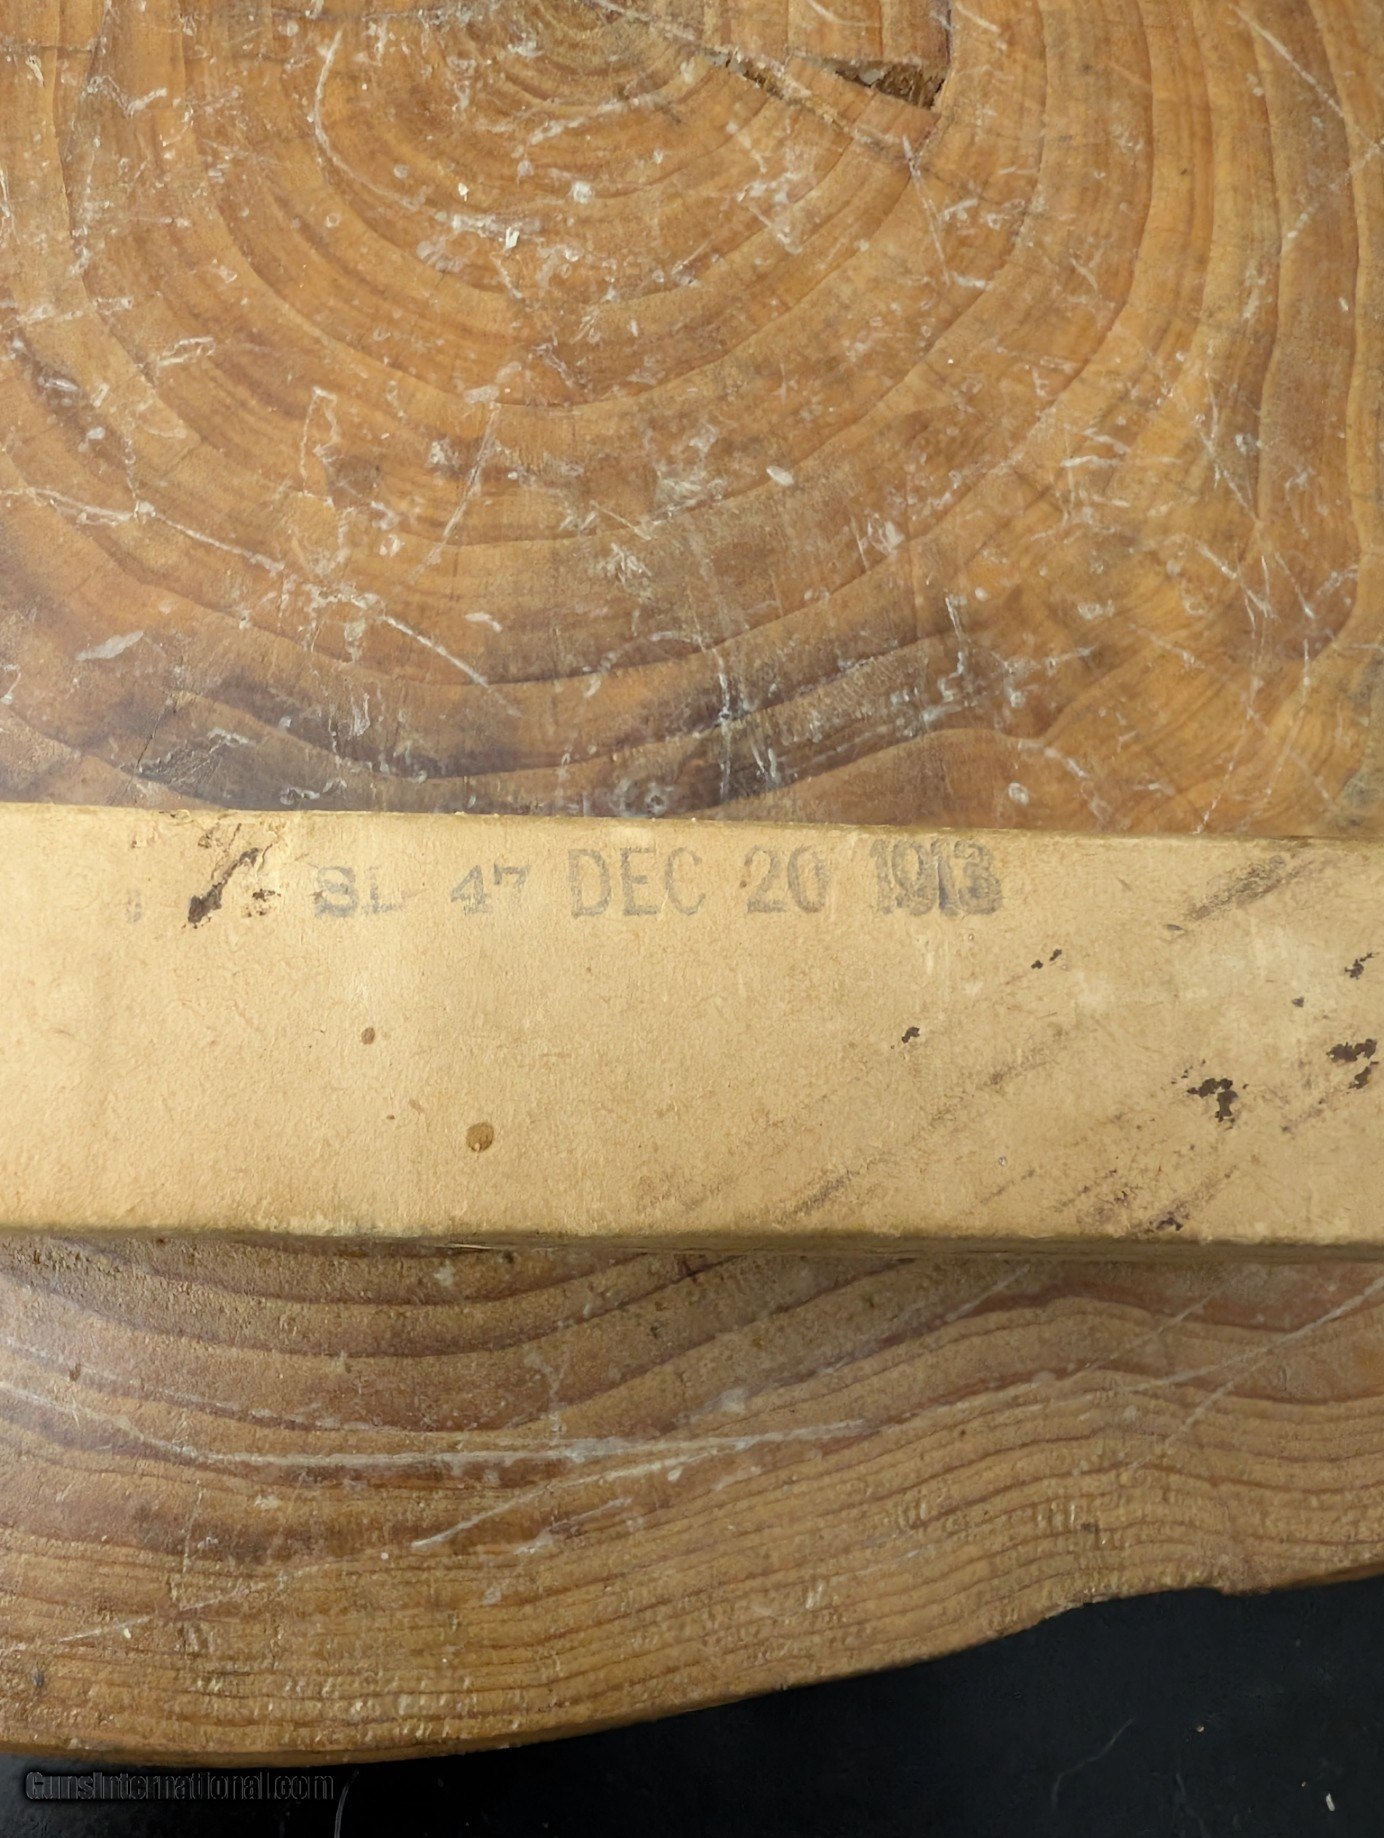 SL 47 DEC 20 1913
GunsInternational.com